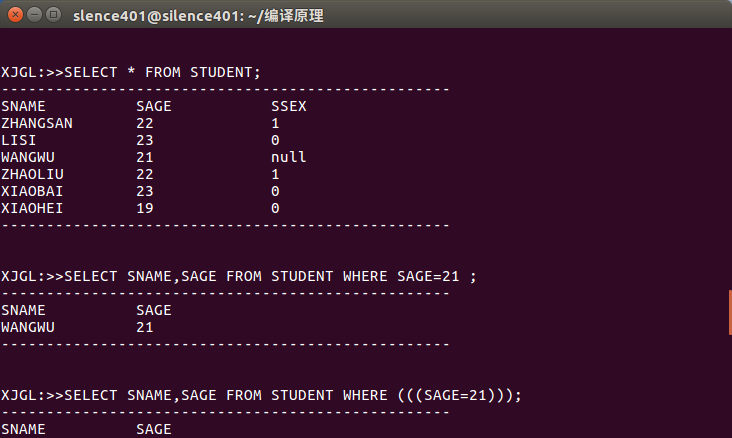 slence401@silence401: ~/编译原理
XJGL:>>SELECT * FROM STUDENT;
--------------------------------------------------
SNAME          SAGE           SSEX
ZHANGSAN       22             1
LISI           23             0
WANGWU         21             null
ZHAOLIU        22             1
XIAOBAI        23             0
XIAOHEI        19             0
--------------------------------------------------
XJGL:>>SELECT SNAME,SAGE FROM STUDENT WHERE SAGE=21 ;
--------------------------------------------------
SNAME          SAGE
WANGWU         21
--------------------------------------------------
XJGL:>>SELECT SNAME,SAGE FROM STUDENT WHERE (((SAGE=21)));
--------------------------------------------------
SNAME          SAGE